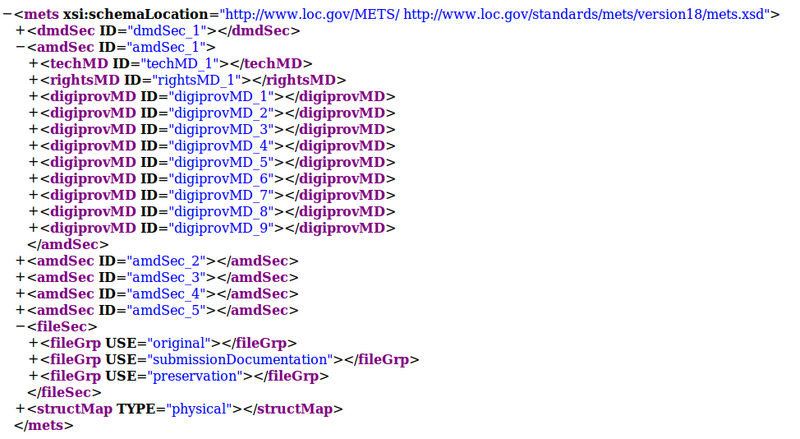 −<mets xsi:schemaLocation="http://www.loc.gov/METS/ http://www.loc.gov/standards/mets/version18/mets.xsd">
+<dmdSec ID="dmdSec_1"></dmdSec>
−<amdSec ID="amdSec_1">
+<techMD ID="techMD_1"></techMD>
+<rightsMD ID="rightsMD_1"></rightsMD>
+<digiprovMD ID="digiprovMD_1"></digiprovMD>
+<digiprovMD ID="digiprovMD_2"></digiprovMD>
+<digiprovMD ID="digiprovMD_3"></digiprovMD>
+<digiprovMD ID="digiprovMD_4"></digiprovMD>
+<digiprovMD ID="digiprovMD_5"></digiprovMD>
+<digiprovMD ID="digiprovMD_6"></digiprovMD>
+<digiprovMD ID="digiprovMD_7"></digiprovMD>
+<digiprovMD ID="digiprovMD_8"></digiprovMD>
+<digiprovMD ID="digiprovMD_9"></digiprovMD>
</amdSec>
+<amdSec ID="amdSec_2"></amdSec>
+<amdSec ID="amdSec_3"></amdSec>
+<amdSec ID="amdSec_4"></amdSec>
+<amdSec ID="amdSec_5"></amdSec>
−<fileSec>
+<fileGrp USE="original"></fileGrp>
+<fileGrp USE="submissionDocumentation"></fileGrp>
+<fileGrp USE="preservation"></fileGrp>
</fileSec>
+<structMap TYPE="physical"></structMap>
</mets>